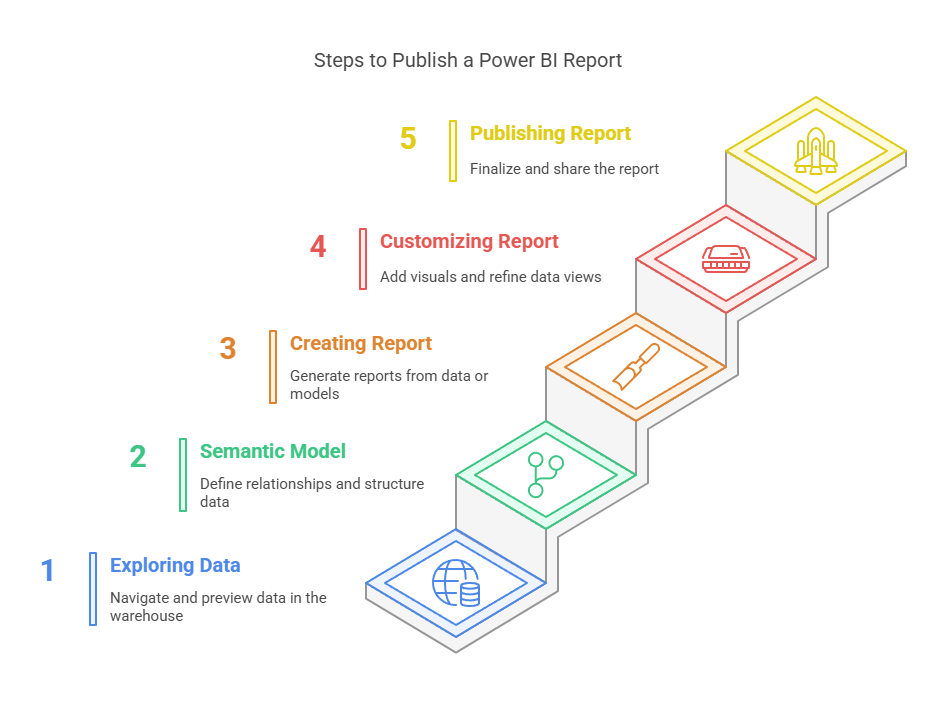 Steps to Publish a Power BI Report
5
Publishing Report
Finalize and share the report
4
Customizing Report
Add visuals and refine data views
3
Creating Report
Generate reports from data or
models
2
Semantic Model
Define relationships and structure
data
1
Exploring Data
Navigate and preview data in the
warehouse